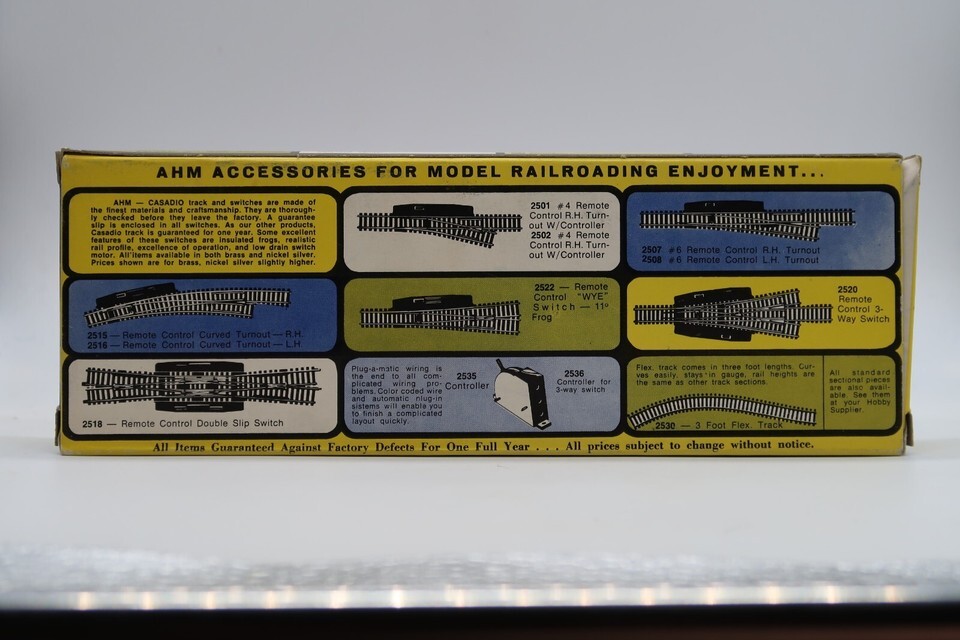 AHM ACCESSORIES FOR MODEL RAILROADING ENJOYMENT...
AHM — CASADIO track and switches are made of
the finest materials and craftsmanship. They are thorough-
ly checked before they leave the factory. A guarantee
slip is enclosed in all switches. As our other products,
Casadio track is guaranteed for one year. Some excellent
features of these switches are insulated frogs, realistic
rail profile, excellence of operation, and low drain switch
motor. All items available in both brass and nickel silver.
Prices shown are for brass, nickel silver slightly higher.
2501 #4 Remote
Control R.H. Turn-
out W/Controller
2502 #4 Remote
Control R.H. Turn-
out W/Controller
2507 #6 Remote Control R.H. Turnout
2508 #6 Remote Control L.H. Turnout
2515 — Remote Control Curved Turnout — R.H.
2516 — Remote Control Curved Turnout — L.H.
2522 — Remote
Control "WYE"
Switch — 11°
Frog
2520
Remote
Control 3-
Way Switch
2518 — Remote Control Double Slip Switch
Plug-a-matic wiring is
the end to all com-
plicated wiring pro-
blems. Color coded wire
and automatic plug-in
sistems will enable you
to finish a complicated
layout quickly.
2535
Controller
2536
Controller for
3-way switch
Flex. track comes in three foot lengths. Cur-
ves easily, stays in gauge, rail heights are
the same as other track sections.
2530 — 3 Foot Flex. Track
All standard
sectional pieces
are also avail-
able. See them
at your Hobby
Supplier.
All Items Guaranteed Against Factory Defects For One Full Year . . . All prices subject to change without notice.